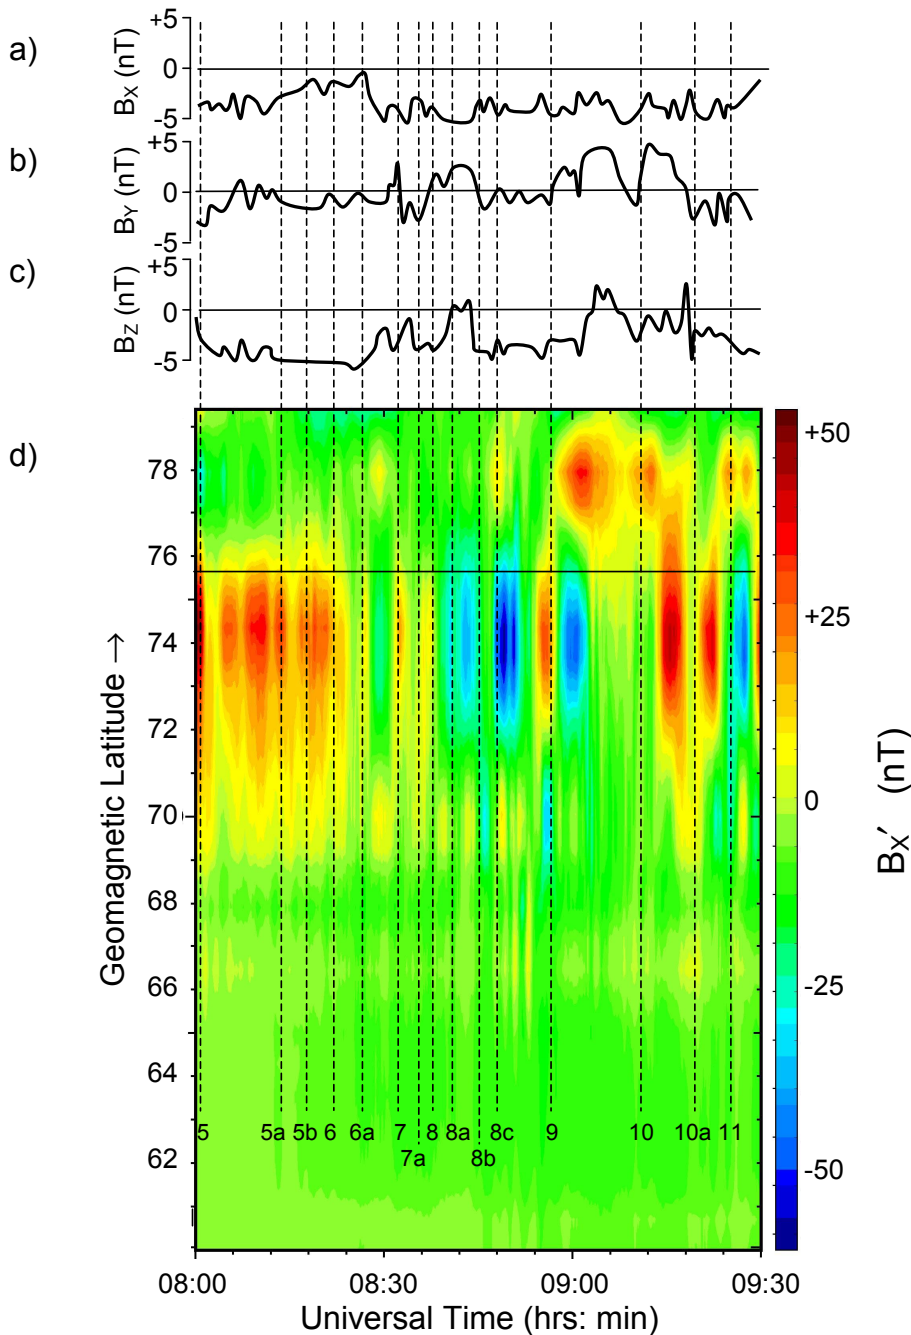 a)
BX (nT)
+5
0
-5
b)
BY (nT)
+5
0
-5
c)
BZ (nT)
+5
0
-5
d)
Geomagnetic Latitude →
78
76
74
72
70
68
66
64
62
5 5a 5b 6 6a 7 8 8a 8c 9 10 10a 11
7a 8b
08:00 08:30 09:00 09:30
Universal Time (hrs: min)
+50
+25
0
-25
-50
BX′ (nT)